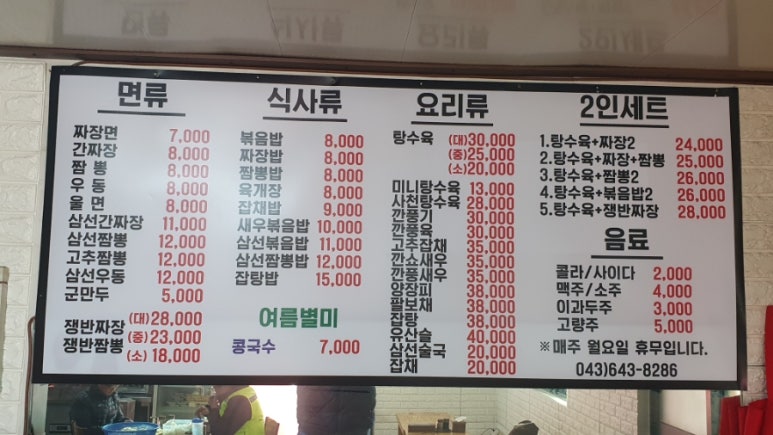 면류
짜장면 7,000
간짜장 8,000
짬 뽕 8,000
우 동 8,000
울 면 8,000
삼선간짜장 11,000
삼선짬뽕 12,000
고추짬뽕 12,000
삼선우동 12,000
군만두 5,000
쟁반짜장 (대)28,000
쟁반짬뽕 (중)23,000
(소)18,000
식사류
볶음밥 8,000
짜장밥 8,000
짬뽕밥 8,000
육개장 8,000
잡채밥 9,000
새우볶음밥 10,000
삼선볶음밥 11,000
삼선짬뽕밥 12,000
잡탕밥 15,000
여름별미
콩국수 7,000
요리류
탕수육 (대)30,000
(중)25,000
(소)20,000
미니탕수육 13,000
사천탕수육 28,000
깐풍기 30,000
깐풍육 30,000
고추잡채 35,000
깐쇼새우 35,000
깐풍새우 35,000
양장피 38,000
팔보채 38,000
잡탕 38,000
유산슬 40,000
삼선술국 20,000
잡채 20,000
2인세트
1.탕수육+짜장2 24,000
2.탕수육+짜장+짬뽕 25,000
3.탕수육+짬뽕2 26,000
4.탕수육+볶음밥2 26,000
5.탕수육+쟁반짜장 28,000
음료
콜라/사이다 2,000
맥주/소주 4,000
이과두주 3,000
고량주 5,000
※매주 월요일 휴무입니다.
043)643-8286